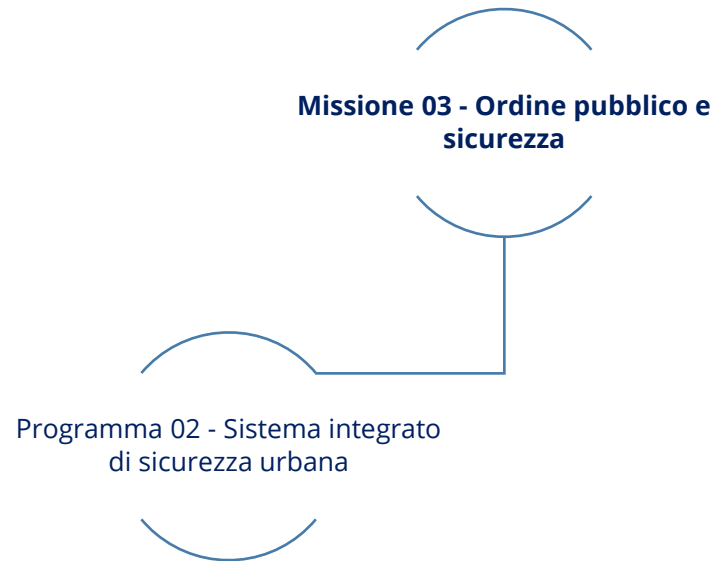 Missione 03 - Ordine pubblico e
sicurezza
Programma 02 - Sistema integrato
di sicurezza urbana